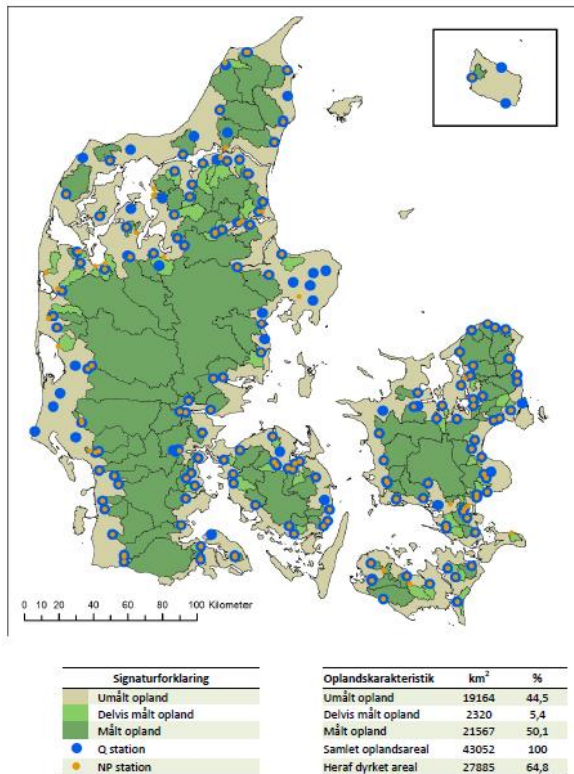 0 10 20 40 60 80 100 Kilometer
Signaturforklaring
Umålt opland
Delvis målt opland
Målt opland
Q station
NP station
Oplandskarakteristik km² %
Umålt opland 19164 44,5
Delvis målt opland 2320 5,4
Målt opland 21567 50,1
Samlet oplandsareal 43052 100
Heraf dyrket areal 27885 64,8